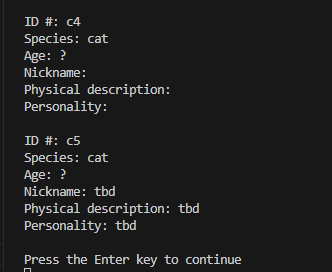 ID #: c4
Species: cat
Age: ?
Nickname:
Physical description:
Personality:
ID #: c5
Species: cat
Age: ?
Nickname: tbd
Physical description: tbd
Personality: tbd
Press the Enter key to continue